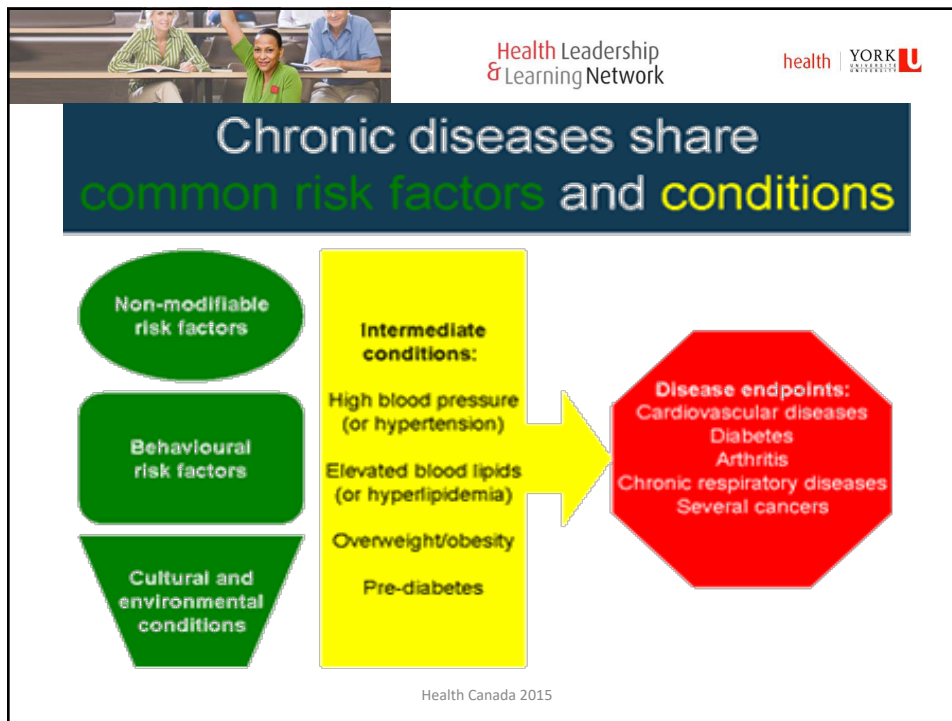 Health Leadership
& Learning Network
health
YORK U
UNIVERSITÉ
UNIVERSITY
Chronic diseases share
common risk factors and conditions
Non-modifiable
risk factors
Behavioural
risk factors
Cultural and
environmental
conditions
Intermediate
conditions:
High blood pressure
(or hypertension)
Elevated blood lipids
(or hyperlipidemia)
Overweight/obesity
Pre-diabetes
Disease endpoints:
Cardiovascular diseases
Diabetes
Arthritis
Chronic respiratory diseases
Several cancers
Health Canada 2015